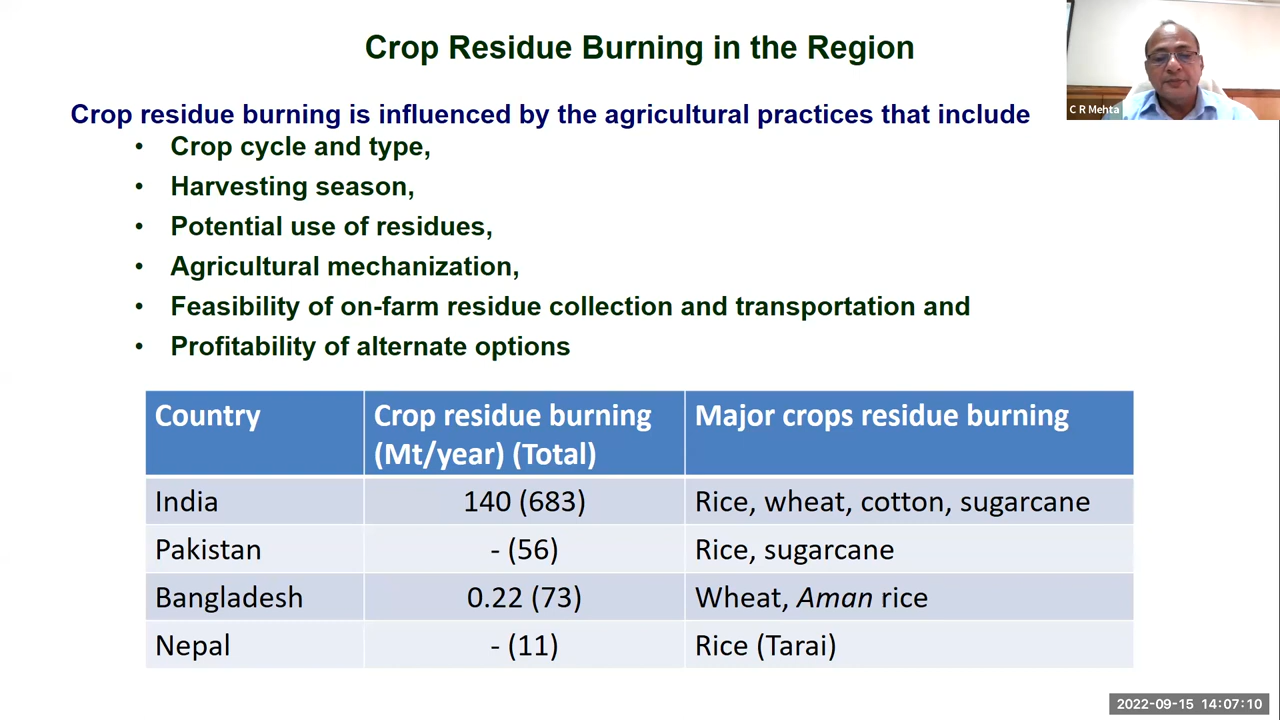 Crop Residue Burning in the Region
C R Mehta
Crop residue burning is influenced by the agricultural practices that include
• Crop cycle and type,
• Harvesting season,
• Potential use of residues,
• Agricultural mechanization,
• Feasibility of on-farm residue collection and transportation and
• Profitability of alternate options
Country Crop residue burning Major crops residue burning
(Mt/year) (Total)
India 140 (683) Rice, wheat, cotton, sugarcane
Pakistan - (56) Rice, sugarcane
Bangladesh 0.22 (73) Wheat, Aman rice
Nepal - (11) Rice (Tarai)
2022-09-15 14:07:10